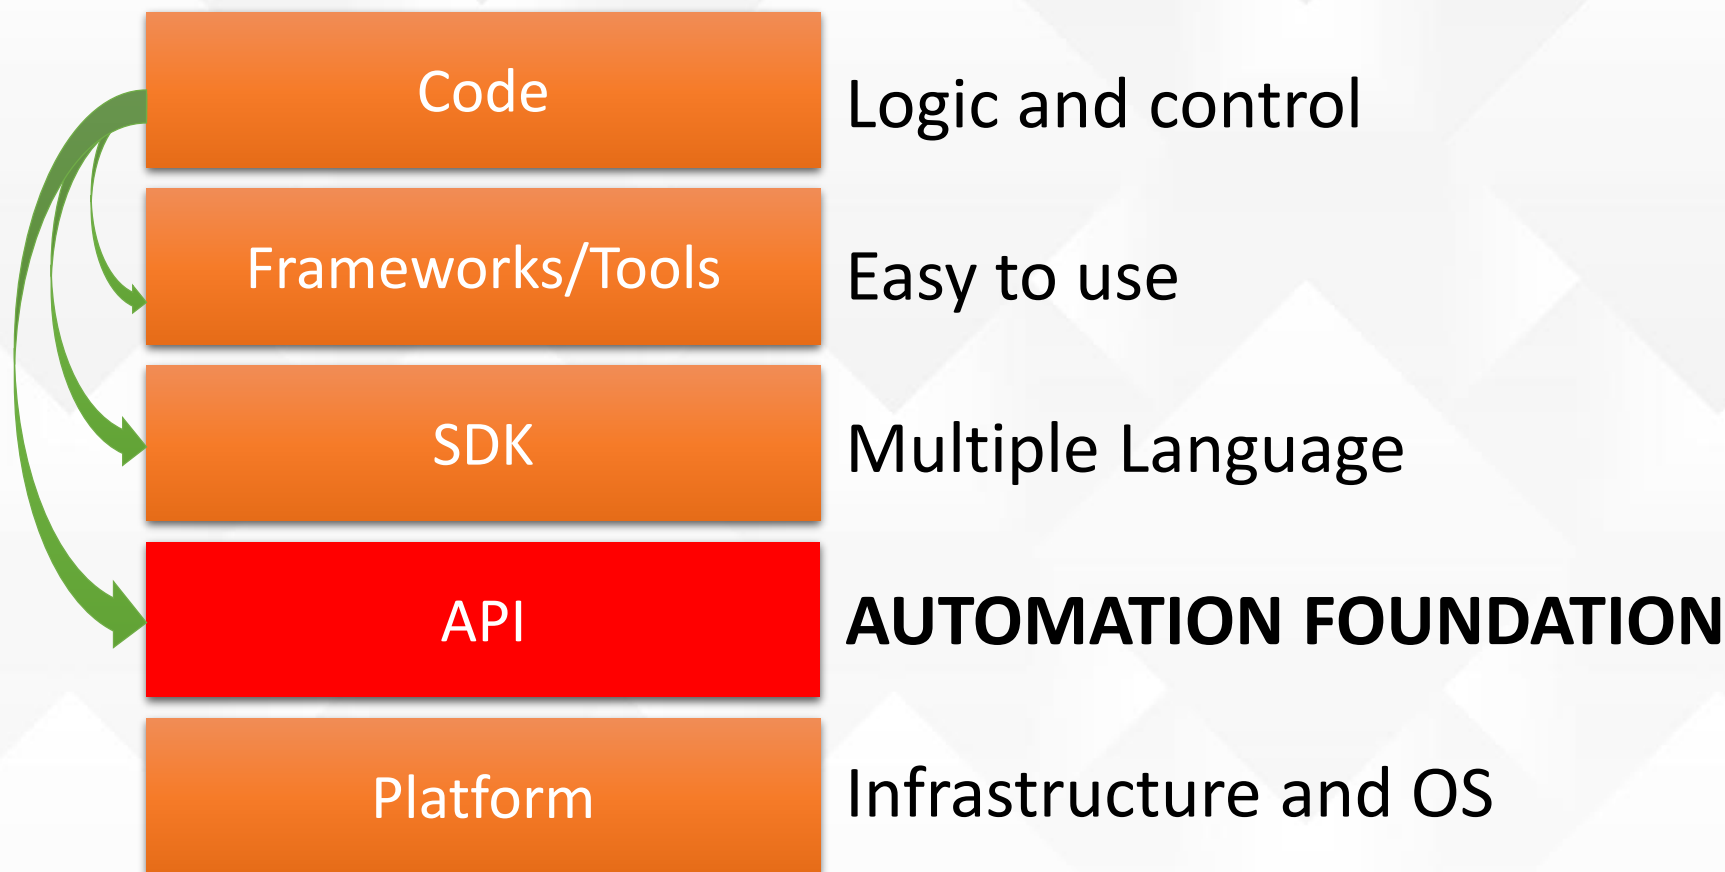 Code
Logic and control
Frameworks/Tools
Easy to use
SDK
Multiple Language
API
AUTOMATION FOUNDATION
Platform
Infrastructure and OS